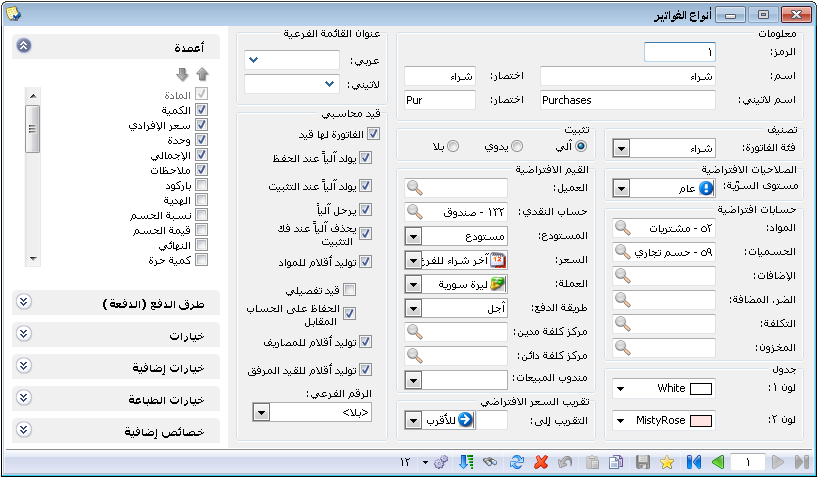 أنواع الفواتير
معلومات
الرمز: ١
اسم: شراء اختصار: شراء
اسم لاتيني: Purchases اختصار: Pur
تصنيف
فئة الفاتورة: شراء
تثبيت
آلي يدوي بلا
الصلاحيات الافتراضية
مستوى السرّية: عام
حسابات افتراضية
المواد: ٥٢ - مشتريات
الحسميات: ٥٩ - حسم تجاري
الإضافات:
الضر. المضافة:
التكلفة:
المخزون:
جدول
لون ١: White
لون ٢: MistyRose
القيم الافتراضية
العميل:
حساب النقدي: ١٣٢ - صندوق
المستودع: مستودع
السعر: آخر شراء للفرع
العملة: ليرة سورية
طريقة الدفع: آجل
مركز كلفة مدين:
مركز كلفة دائن:
مندوب المبيعات:
تقريب السعر الافتراضي
التقريب إلى: للأقرب
عنوان القائمة الفرعية
عربي:
لاتيني:
قيد محاسبي
الفاتورة لها قيد
يولد آلياً عند الحفظ
يولد آلياً عند التثبيت
يرحل آلياً
يحذف آلياً عند فك
التثبيت
توليد أقلام للمواد
قيد تفصيلي
الحفاظ على الحساب
المقابل
توليد أقلام للمصاريف
توليد أقلام للقيد المرفق
الرقم الفرعي:
<بلا>
أعمدة
المادة
الكمية
سعر الإفرادي
وحدة
الإجمالي
ملاحظات
باركود
الهدية
نسبة الحسم
قيمة الحسم
النهائي
كمية حرة
طرق الدفع (الدفعة)
خيارات
خيارات إضافية
خيارات الطباعة
خصائص إضافية
١
١٢